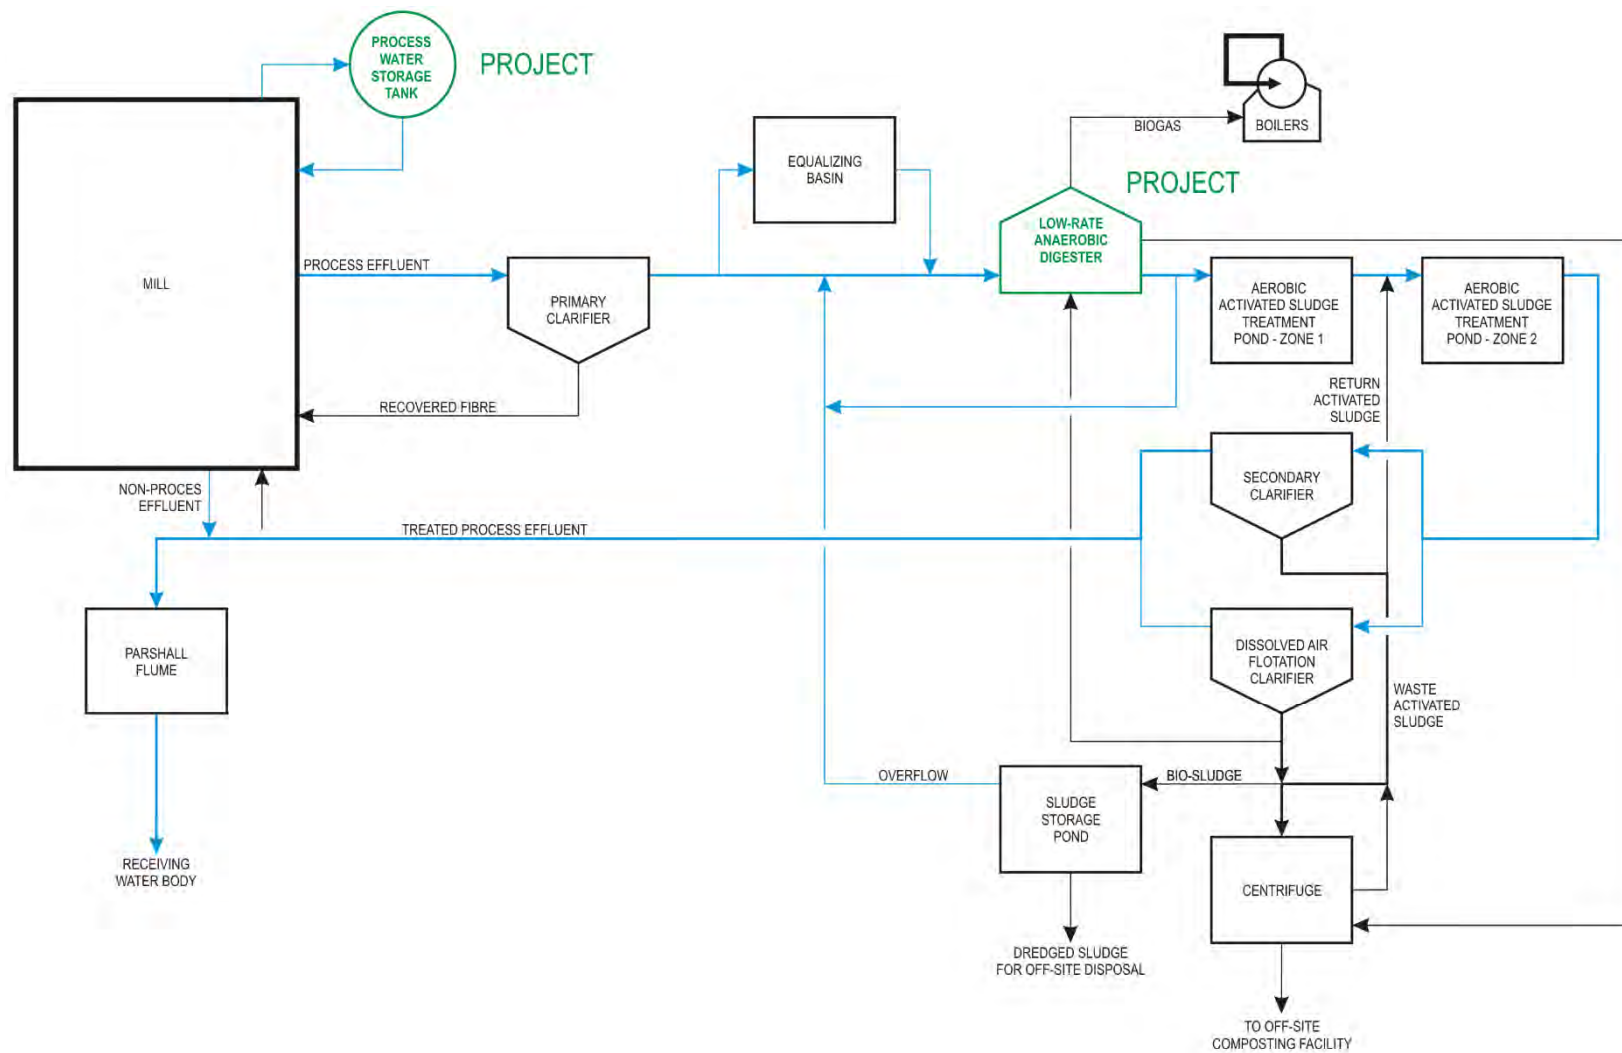 PROCESS
WATER
STORAGE
TANK
PROJECT
BIOGAS
BOILERS
EQUALIZING
BASIN
PROJECT
LOW-RATE
ANAEROBIC
DIGESTER
MILL
PROCESS EFFLUENT
PRIMARY
CLARIFIER
AEROBIC
ACTIVATED SLUDGE
TREATMENT
POND - ZONE 1
AEROBIC
ACTIVATED SLUDGE
TREATMENT
POND - ZONE 2
RECOVERED FIBRE
RETURN
ACTIVATED
SLUDGE
NON-PROCES
EFFLUENT
TREATED PROCESS EFFLUENT
SECONDARY
CLARIFIER
PARSHALL
FLUME
DISSOLVED AIR
FLOTATION
CLARIFIER
WASTE
ACTIVATED
SLUDGE
OVERFLOW
BIO-SLUDGE
SLUDGE
STORAGE
POND
RECEIVING
WATER BODY
CENTRIFUGE
DREDGED SLUDGE
FOR OFF-SITE DISPOSAL
TO OFF-SITE
COMPOSTING FACILITY